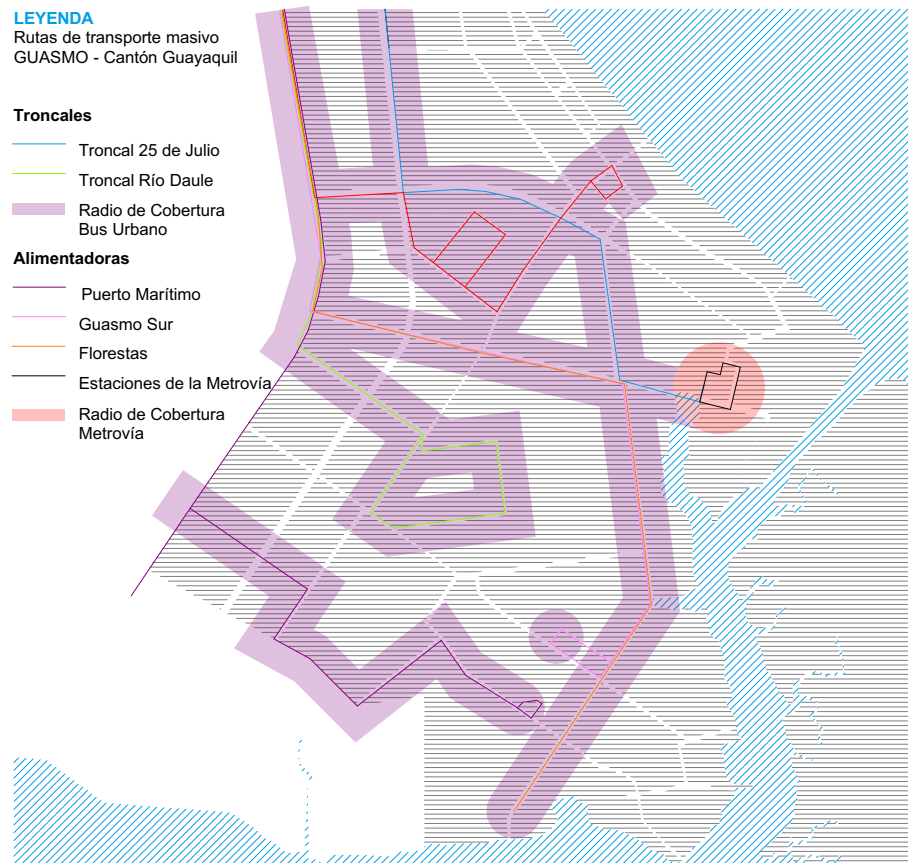 LEYENDA
Rutas de transporte masivo
GUASMO - Cantón Guayaquil
Troncales
Troncal 25 de Julio
Troncal Río Daule
Radio de Cobertura
Bus Urbano
Alimentadoras
Puerto Marítimo
Guasmo Sur
Florestas
Estaciones de la Metrovía
Radio de Cobertura
Metrovía